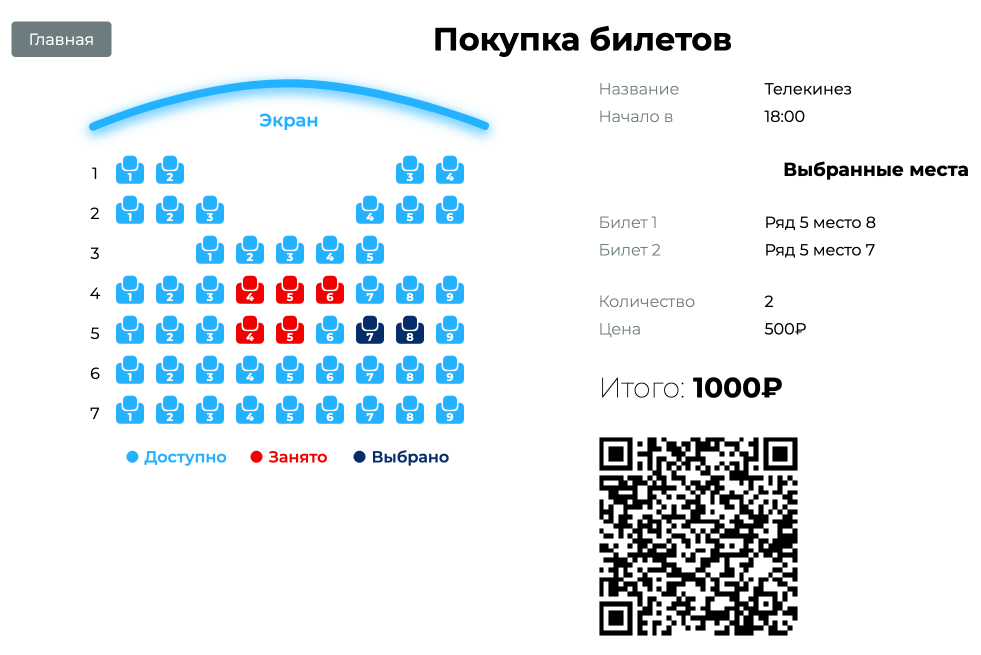 Главная
Покупка билетов
Экран
1 1 2 3 4
2 1 2 3 4 5 6
3 1 2 3 4 5
4 1 2 3 4 5 6 7 8 9
5 1 2 3 4 5 6 7 8 9
6 1 2 3 4 5 6 7 8 9
7 1 2 3 4 5 6 7 8 9
Доступно Занято Выбрано
Название Телекинез
Начало в 18:00
Выбранные места
Билет 1 Ряд 5 место 8
Билет 2 Ряд 5 место 7
Количество 2
Цена 500₽
Итого: 1000₽